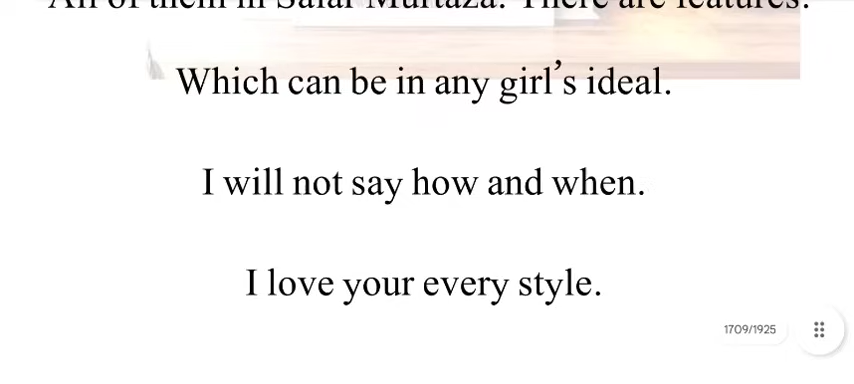 All of them in Salar Murtaza. There are features.
Which can be in any girl’s ideal.
I will not say how and when.
I love your every style.
1709/1925